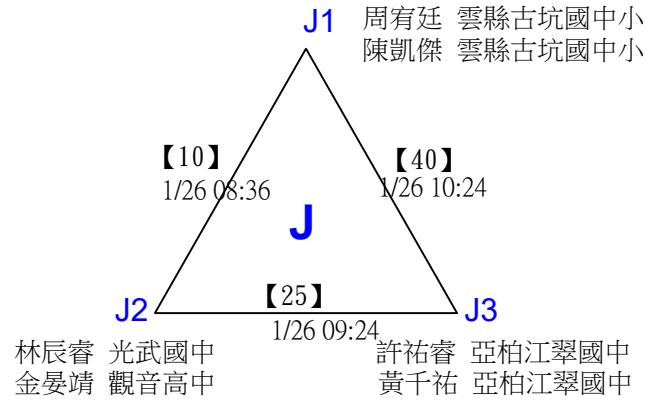 J1
周宥廷 雲縣古坑國中小
陳凱傑 雲縣古坑國中小
【10】
1/26 08:36
【40】
1/26 10:24
J
【25】
1/26 09:24
J2
林辰睿 光武國中
金晏靖 觀音高中
J3
許祐睿 亞柏江翠國中
黃千祐 亞柏江翠國中